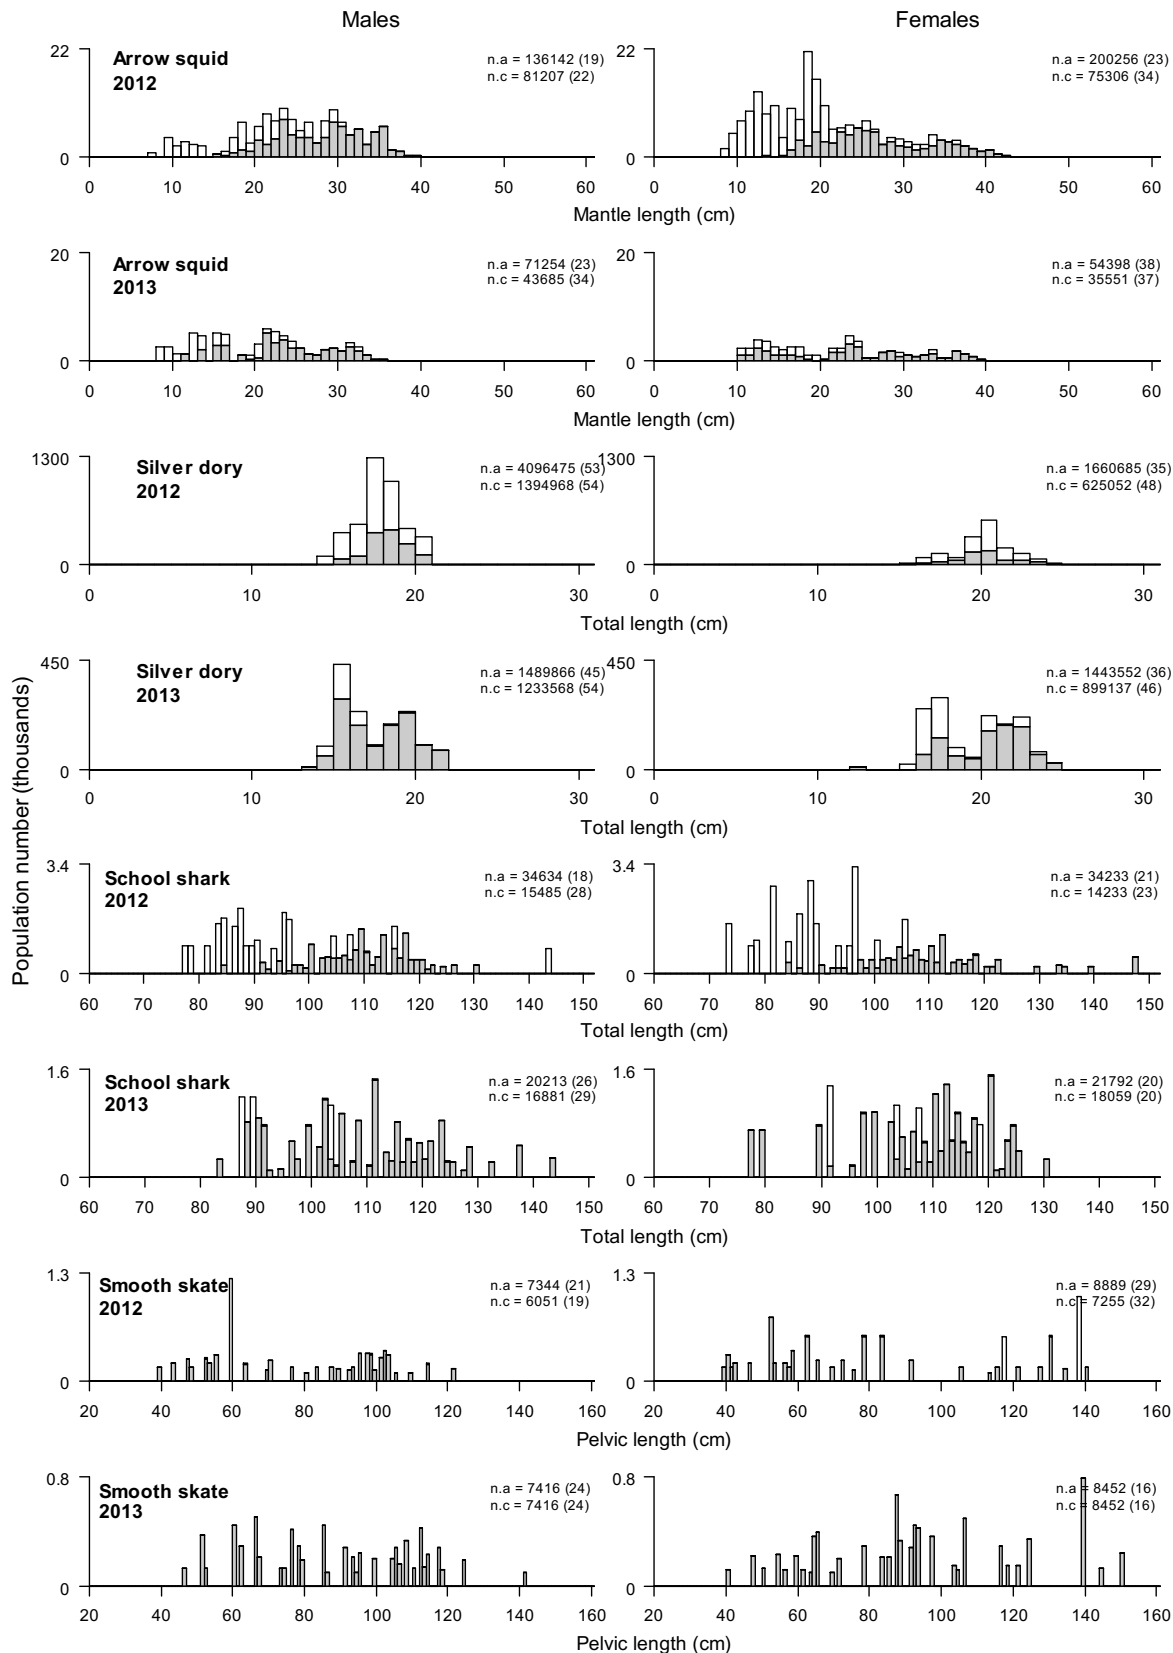 Males Females
Arrow squid
2012
n.a = 136142 (19)
n.c = 81207 (22)
22
0
0 10 20 30 40 50 60
n.a = 200256 (23)
n.c = 75306 (34)
22
0
0 10 20 30 40 50 60
Mantle length (cm)
Arrow squid
2013
n.a = 71254 (23)
n.c = 43685 (34)
20
0
0 10 20 30 40 50 60
n.a = 54398 (38)
n.c = 35551 (37)
20
0
0 10 20 30 40 50 60
Mantle length (cm)
Silver dory
2012
n.a = 4096475 (53)
n.c = 1394968 (54)
1300
0
0 10 20 30
n.a = 1660685 (35)
n.c = 625052 (48)
1300
0
0 10 20 30
Total length (cm)
Population number (thousands)
Silver dory
2013
n.a = 1489866 (45)
n.c = 1233568 (54)
450
0
0 10 20 30
n.a = 1443552 (36)
n.c = 899137 (46)
450
0
0 10 20 30
Total length (cm)
School shark
2012
n.a = 34634 (18)
n.c = 15485 (28)
3.4
0
60 70 80 90 100 110 120 130 140 150
n.a = 34233 (21)
n.c = 14233 (23)
3.4
0
60 70 80 90 100 110 120 130 140 150
Total length (cm)
School shark
2013
n.a = 20213 (26)
n.c = 16881 (29)
1.6
0
60 70 80 90 100 110 120 130 140 150
n.a = 21792 (20)
n.c = 18059 (20)
1.6
0
60 70 80 90 100 110 120 130 140 150
Total length (cm)
Smooth skate
2012
n.a = 7344 (21)
n.c = 6051 (19)
1.3
0
20 40 60 80 100 120 140 160
n.a = 8889 (29)
n.c = 7255 (32)
1.3
0
20 40 60 80 100 120 140 160
Pelvic length (cm)
Smooth skate
2013
n.a = 7416 (24)
n.c = 7416 (24)
0.8
0
20 40 60 80 100 120 140 160
n.a = 8452 (16)
n.c = 8452 (16)
0.8
0
20 40 60 80 100 120 140 160
Pelvic length (cm)